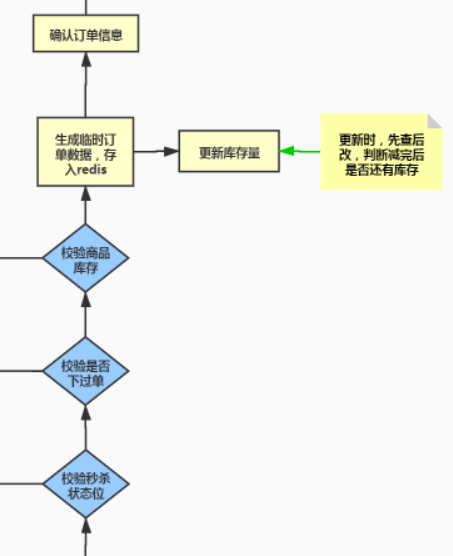 确认订单信息
生成临时订
单数据，存
入redis
更新库存量
更新时，先查后
改，判断减完后
是否还有库存
校验商品
库存
校验是否
下过单
校验秒杀
状态位